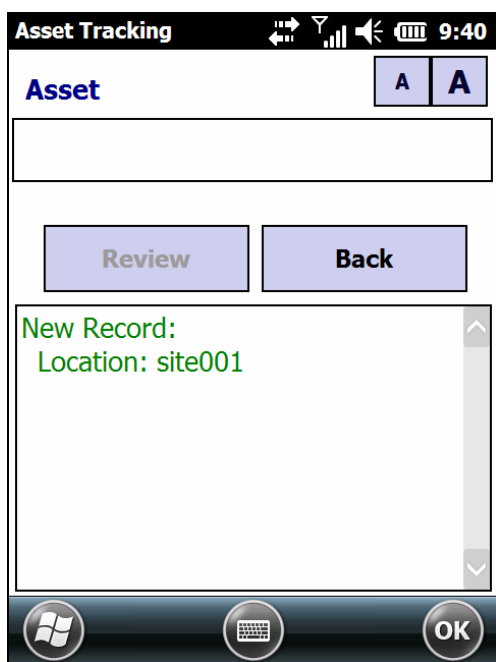 Asset Tracking 9:40
Asset A A
Review Back
New Record:
Location: site001
OK